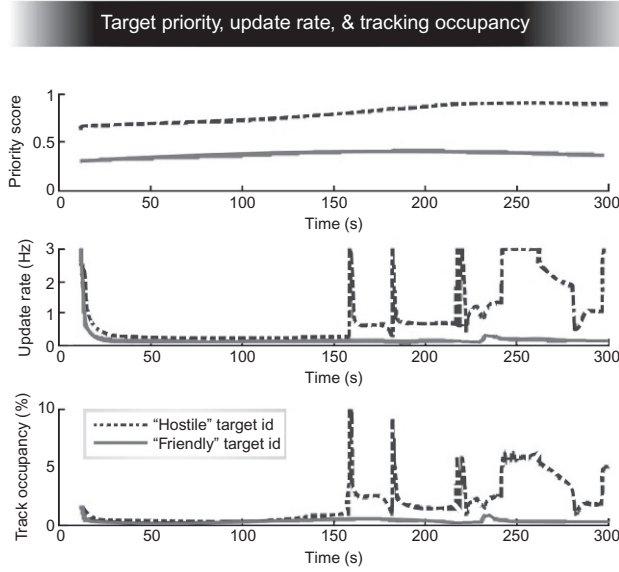 Target priority, update rate, & tracking occupancy
Priority score
1
0.5
0
0 50 100 150 200 250 300
Time (s)
Update rate (Hz)
3
2
1
0
0 50 100 150 200 250 300
Time (s)
Track occupancy (%)
10
5
0
“Hostile” target id
“Friendly” target id
0 50 100 150 200 250 300
Time (s)